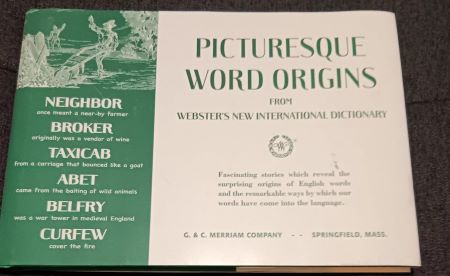 NEIGHBOR
once meant a near-by farmer
BROKER
originally was a vendor of wine
TAXICAB
from a carriage that bounced like a goat
ABET
came from the baiting of wild animals
BELFRY
was a war tower in medieval England
CURFEW
cover the fire
PICTURESQUE
WORD ORIGINS
FROM
WEBSTER'S NEW INTERNATIONAL DICTIONARY
Fascinating stories which reveal the
surprising origins of English words
and the remarkable ways by which our
words have come into the language.
G. & C. MERRIAM COMPANY - - SPRINGFIELD, MASS.